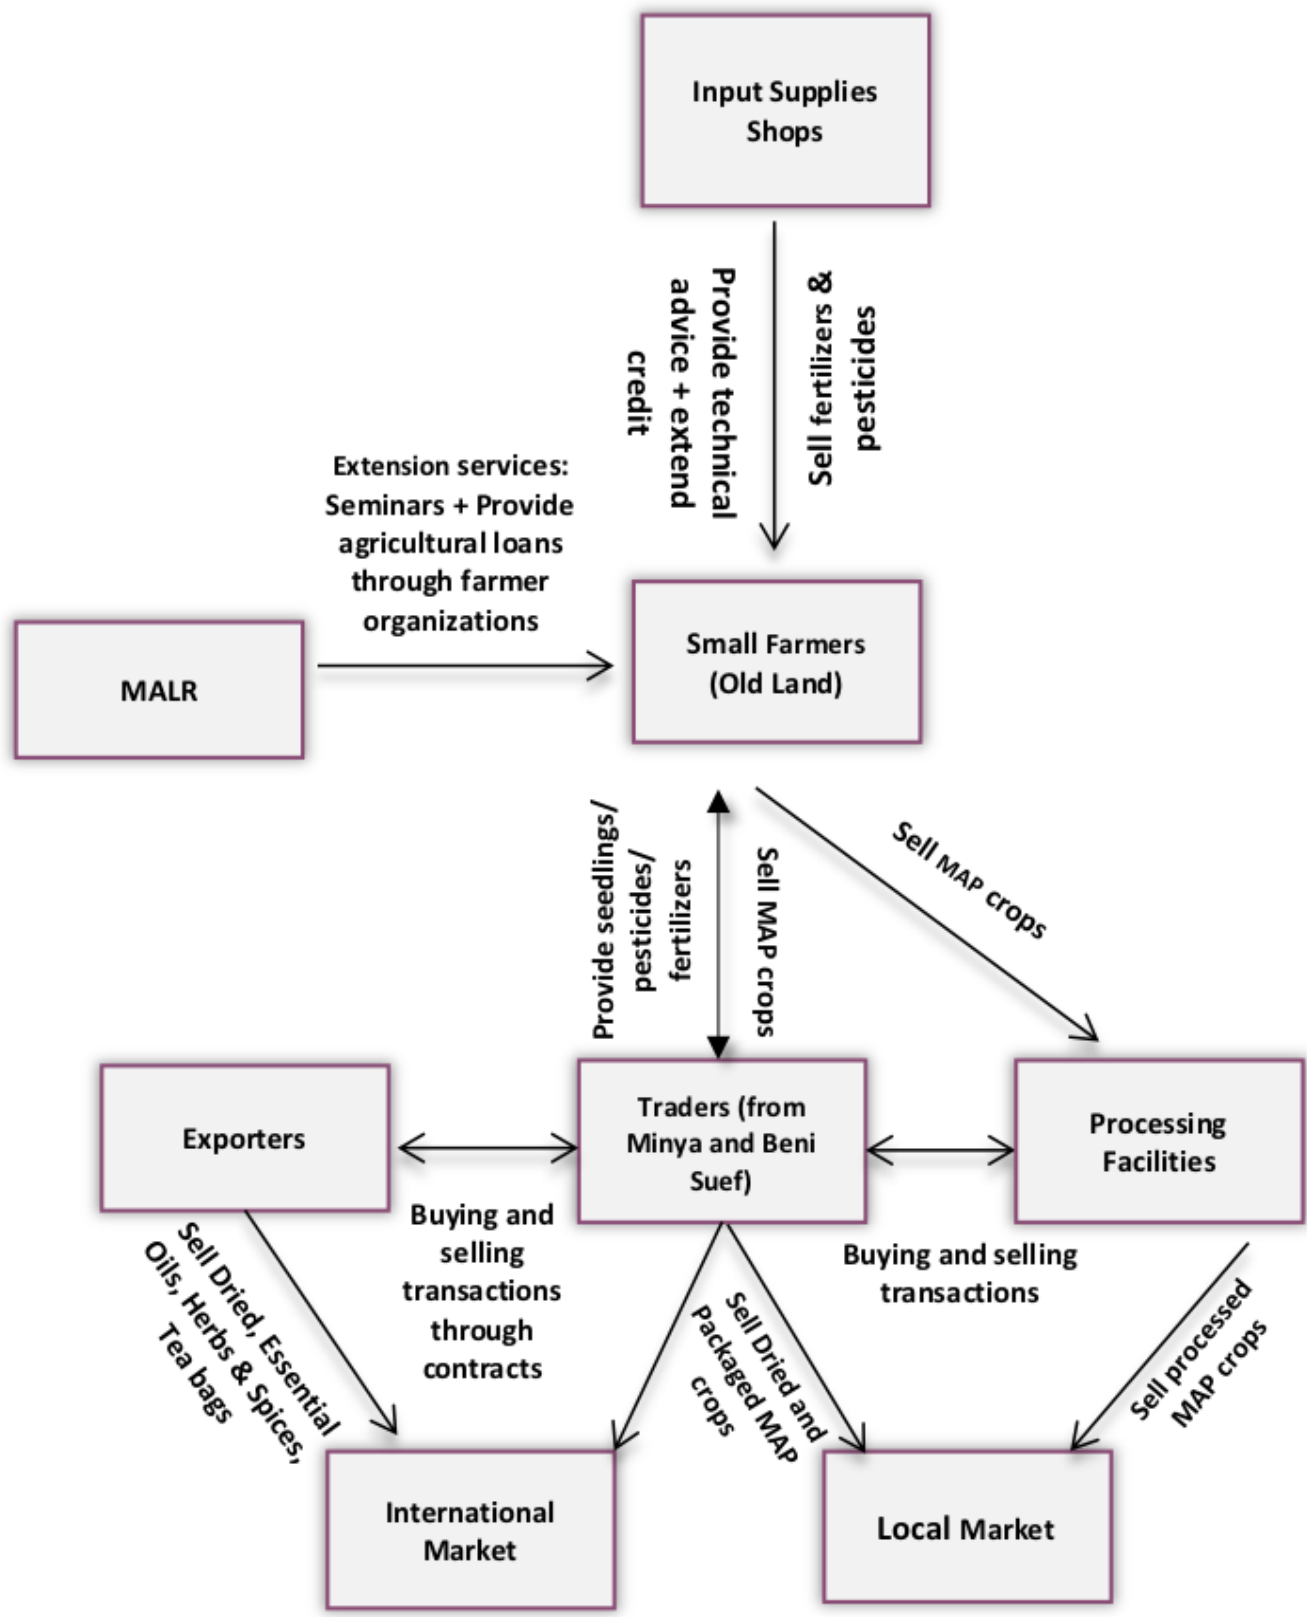 Input Supplies
Shops
Provide technical
advice + extend
credit
Sell fertilizers &
pesticides
Extension services:
Seminars + Provide
agricultural loans
through farmer
organizations
MALR
Small Farmers
(Old Land)
Provide seedlings/
pesticides/
fertilizers
Sell MAP crops
Sell MAP crops
Exporters
Traders (from
Minya and Beni
Suef)
Processing
Facilities
Buying and
selling
transactions
through
contracts
Buying and selling
transactions
Sell Dried, Essential
Oils, Herbs & Spices,
Tea bags
Sell Dried and
Packaged MAP
crops
Sell processed
MAP crops
International
Market
Local Market